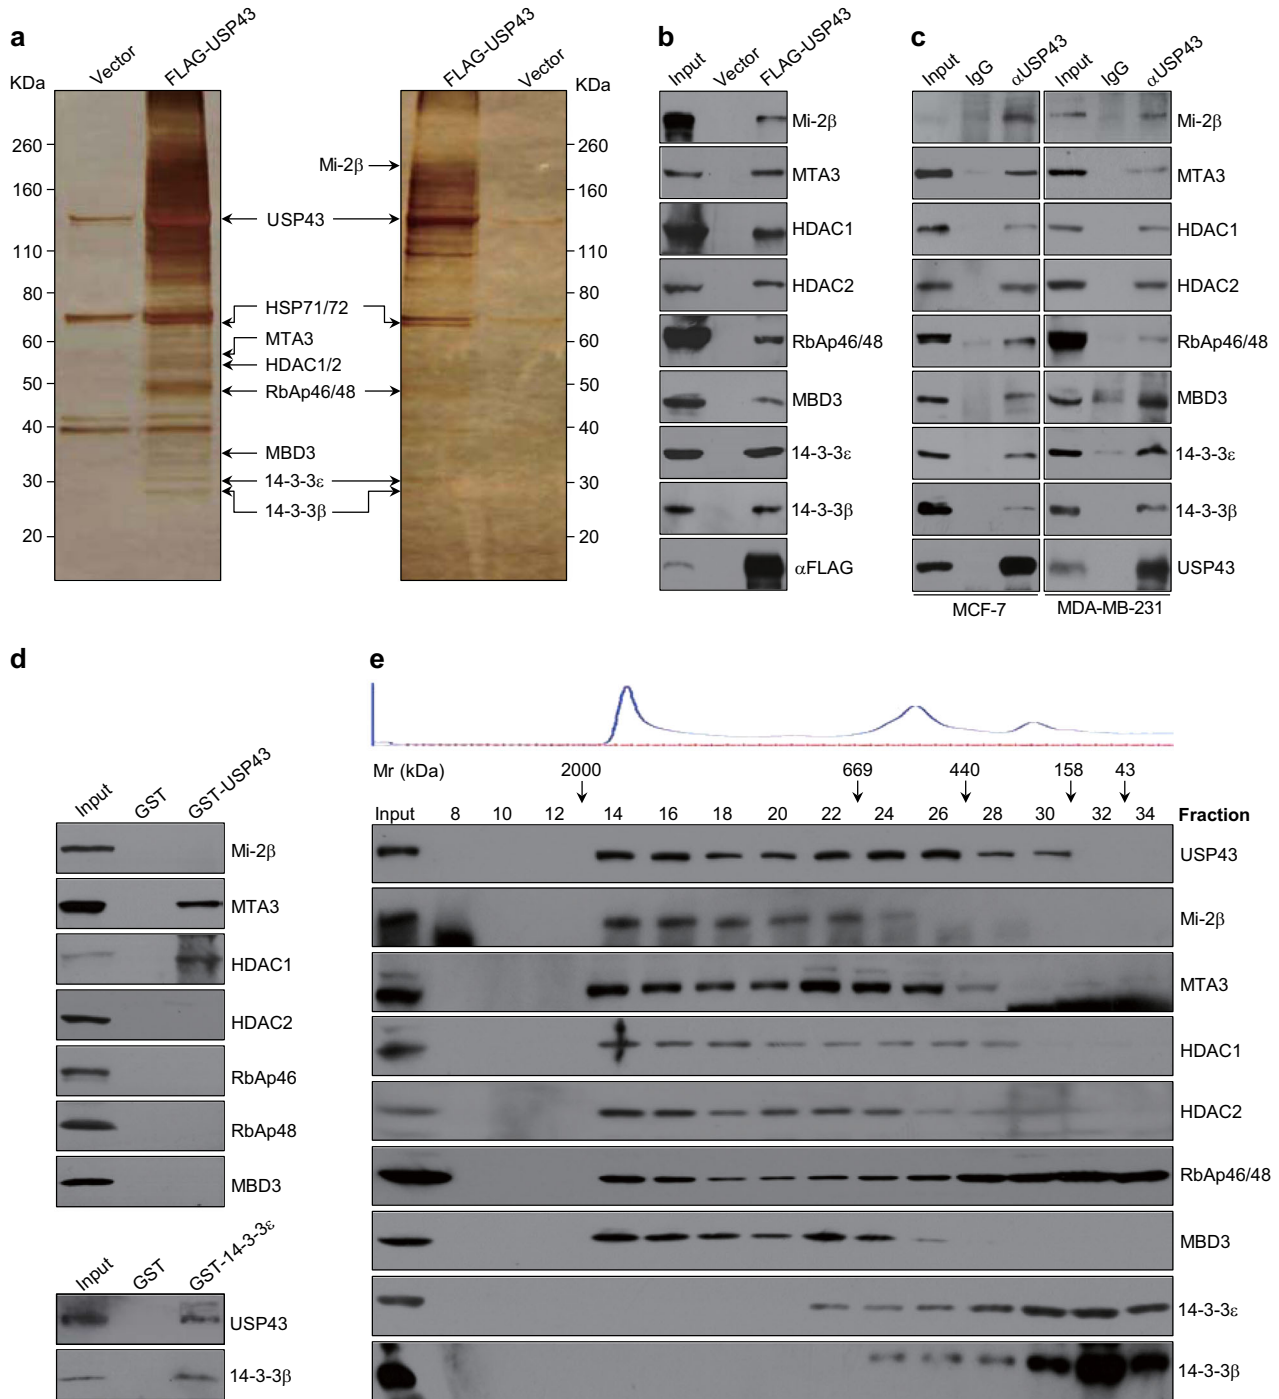 a
Vector
FLAG-USP43
KDa
260
160
110
80
60
50
40
30
20
Mi-2β
USP43
HSP71/72
MTA3
HDAC1/2
RbAp46/48
MBD3
14-3-3ε
14-3-3β
FLAG-USP43
Vector
KDa
260
160
110
80
60
50
40
30
20
b
Input
Vector
FLAG-USP43
Mi-2β
MTA3
HDAC1
HDAC2
RbAp46/48
MBD3
14-3-3ε
14-3-3β
αFLAG
c
Input
IgG
αUSP43
Input
IgG
αUSP43
Mi-2β
MTA3
HDAC1
HDAC2
RbAp46/48
MBD3
14-3-3ε
14-3-3β
USP43
MCF-7 MDA-MB-231
d
Input
GST
GST-USP43
Mi-2β
MTA3
HDAC1
HDAC2
RbAp46
RbAp48
MBD3
Input
GST
GST-14-3-3ε
USP43
14-3-3β
e
Mr (kDa) 2000 669 440 158 43
Input 8 10 12 14 16 18 20 22 24 26 28 30 32 34 Fraction
USP43
Mi-2β
MTA3
HDAC1
HDAC2
RbAp46/48
MBD3
14-3-3ε
14-3-3β